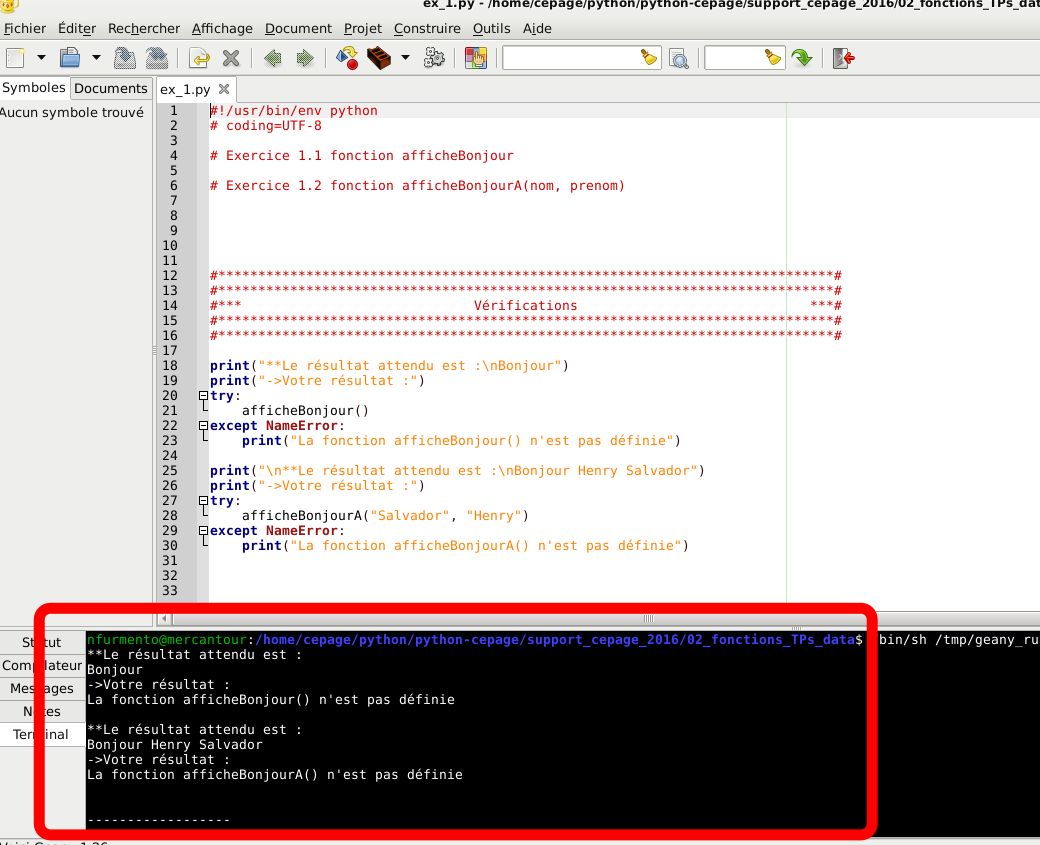 ex_1.py - /home/cepage/python/python-cepage/support_cepage_2016/02_fonctions_TPs_dat
Fichier Éditer Rechercher Affichage Document Projet Construire Outils Aide
Symboles Documents ex_1.py
Aucun symbole trouvé
1 #!/usr/bin/env python
2 # coding=UTF-8
3
4 # Exercice 1.1 fonction afficheBonjour
5
6 # Exercice 1.2 fonction afficheBonjourA(nom, prenom)
7
8
9
10
11
12 #*****************************************************************************#
13 #*****************************************************************************#
14 #***                             Vérifications                             ***#
15 #*****************************************************************************#
16 #*****************************************************************************#
17
18 print("**Le résultat attendu est :\nBonjour")
19 print("->Votre résultat :")
20 try:
21     afficheBonjour()
22 except NameError:
23     print("La fonction afficheBonjour() n'est pas définie")
24
25 print("\n**Le résultat attendu est :\nBonjour Henry Salvador")
26 print("->Votre résultat :")
27 try:
28     afficheBonjourA("Salvador", "Henry")
29 except NameError:
30     print("La fonction afficheBonjourA() n'est pas définie")
31
32
33
Statut
Compilateur
Messages
Notes
Terminal
nfurmento@mercantour:/home/cepage/python/python-cepage/support_cepage_2016/02_fonctions_TPs_data$ /bin/sh /tmp/geany_ru
**Le résultat attendu est :
Bonjour
->Votre résultat :
La fonction afficheBonjour() n'est pas définie
**Le résultat attendu est :
Bonjour Henry Salvador
->Votre résultat :
La fonction afficheBonjourA() n'est pas définie
------------------